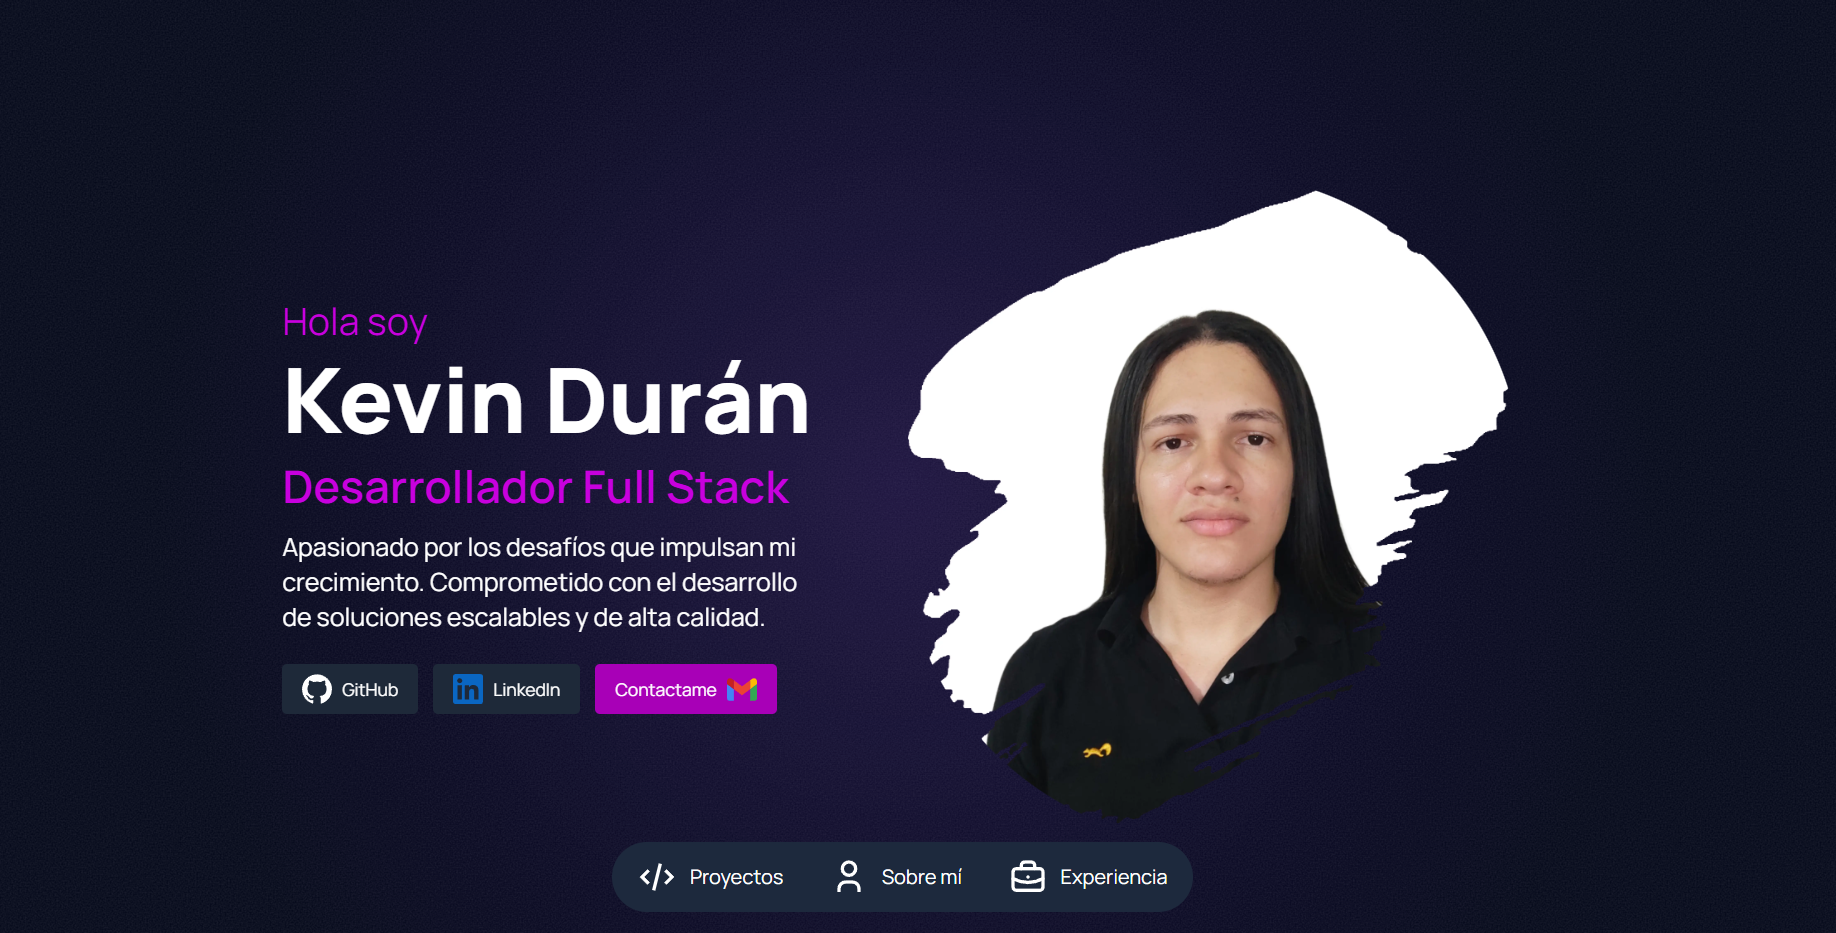 Hola soy
Kevin Durán
Desarrollador Full Stack
Apasionado por los desafíos que impulsan mi
crecimiento. Comprometido con el desarrollo
de soluciones escalables y de alta calidad.
GitHub
LinkedIn
Contactame
Proyectos
Sobre mí
Experiencia